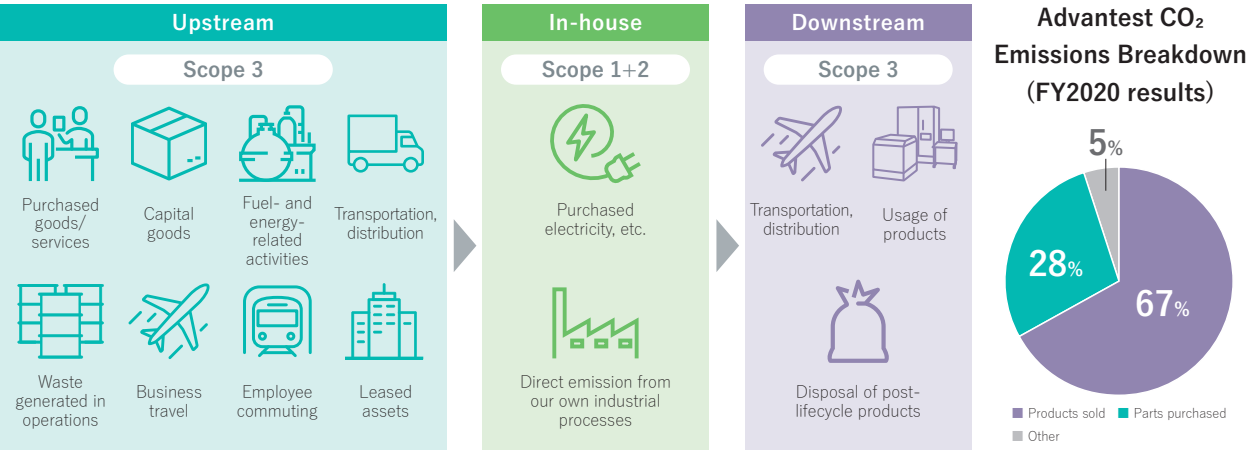 Upstream
Scope 3
Purchased
goods/
services
Capital
goods
Fuel- and
energy-
related
activities
Transportation,
distribution
Waste
generated in
operations
Business
travel
Employee
commuting
Leased
assets
In-house
Scope 1+2
Purchased
electricity, etc.
Direct emission from
our own industrial
processes
Downstream
Scope 3
Transportation,
distribution
Usage of
products
Disposal of post-
lifecycle products
Advantest CO₂
Emissions Breakdown
(FY2020 results)
5%
28%
67%
Products sold
Parts purchased
Other